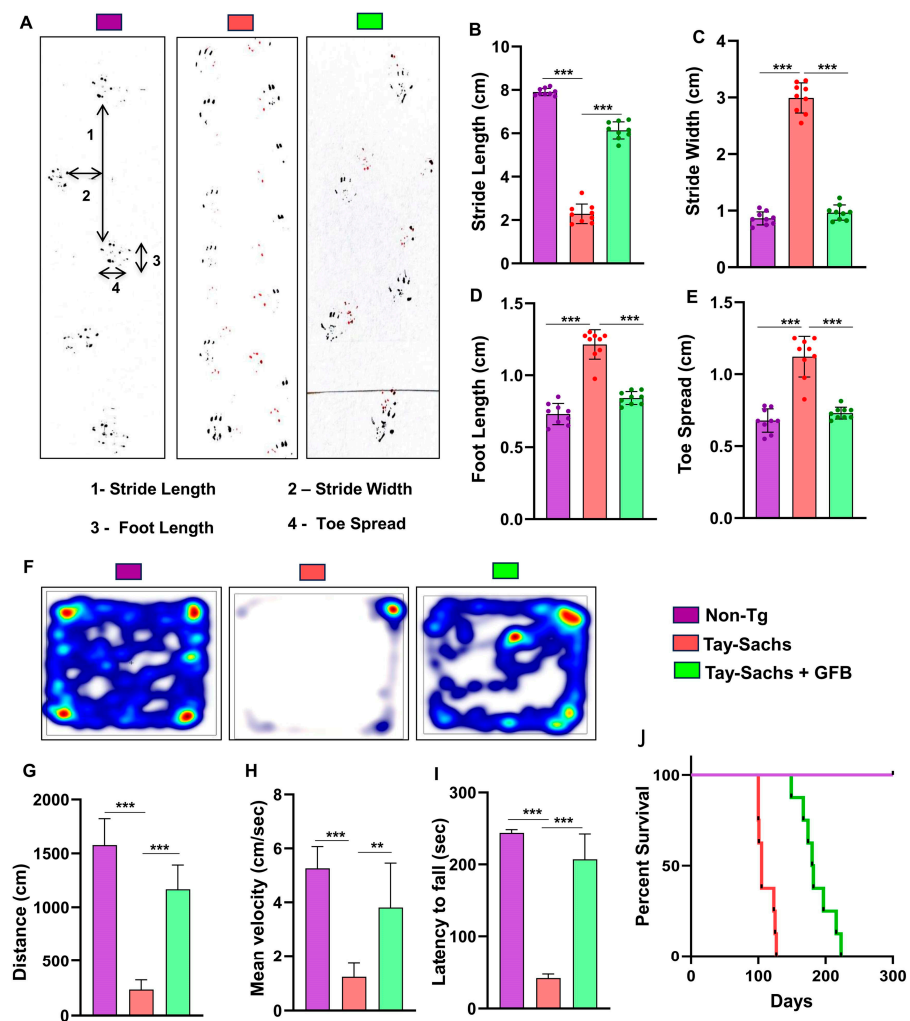 A
1
2
3
4
1- Stride Length
2 – Stride Width
3 - Foot Length
4 - Toe Spread
B
Stride Length (cm)
10
8
6
4
2
0
***
***
C
Stride Width (cm)
4
3
2
1
0
***
***
D
Foot Length (cm)
1.5
1.0
0.5
0.0
***
***
E
Toe Spread (cm)
1.5
1.0
0.5
0.0
***
***
F
Non-Tg
Tay-Sachs
Tay-Sachs + GFB
G
Distance (cm)
2000
1500
1000
500
0
***
***
H
Mean velocity (cm/sec)
8
6
4
2
0
***
**
I
Latency to fall (sec)
300
200
100
0
***
***
J
Percent Survival
100
50
0
0
100
200
300
Days